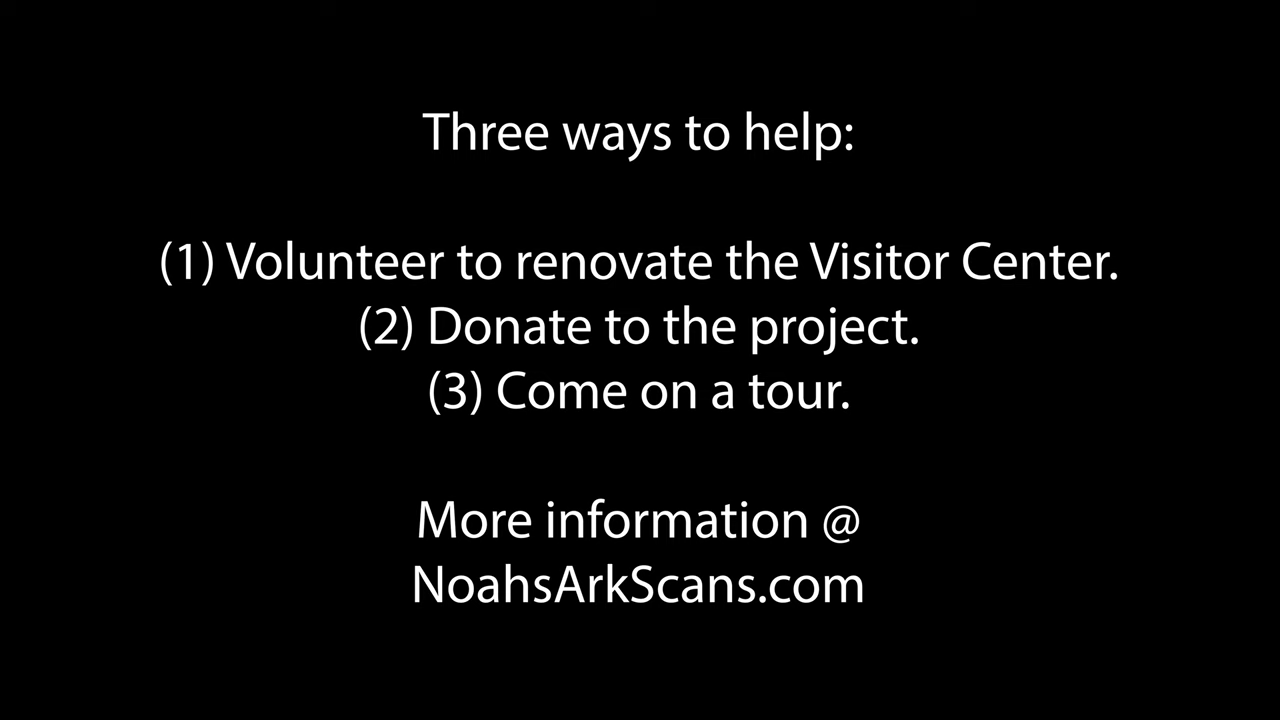 Three ways to help:
(1) Volunteer to renovate the Visitor Center.
(2) Donate to the project.
(3) Come on a tour.
More information @
NoahsArkScans.com